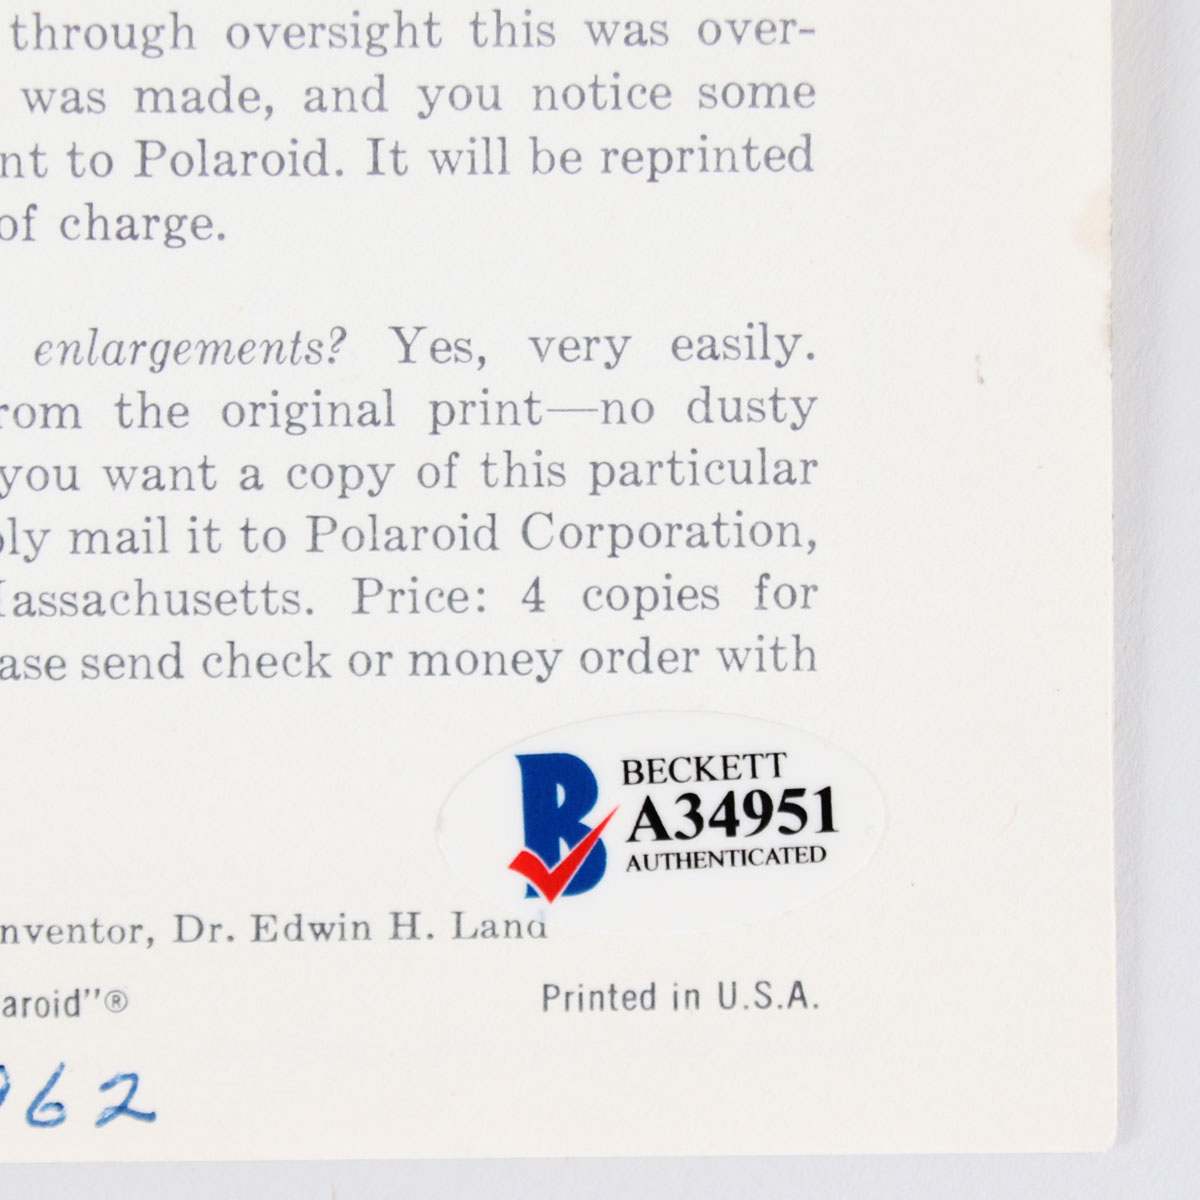 through oversight this was over-
was made, and you notice some
nt to Polaroid. It will be reprinted
of charge.
enlargements? Yes, very easily.
rom the original print—no dusty
you want a copy of this particular
ply mail it to Polaroid Corporation,
Massachusetts. Price: 4 copies for
ase send check or money order with
BECKETT
A34951
AUTHENTICATED
nventor, Dr. Edwin H. Land
aroid"®
Printed in U.S.A.
962